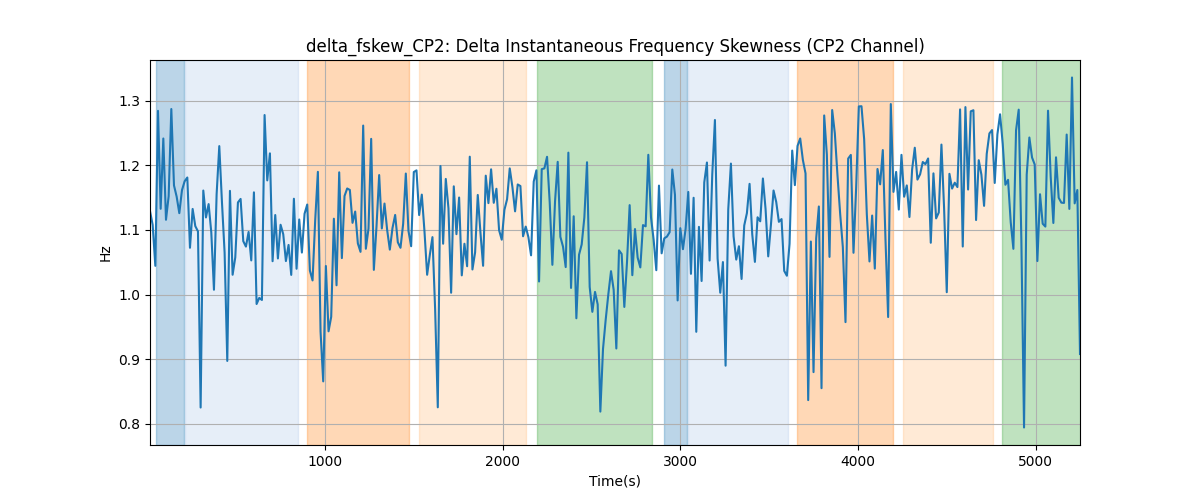 delta_fskew_CP2: Delta Instantaneous Frequency Skewness (CP2 Channel)
Hz
1.3
1.2
1.1
1.0
0.9
0.8
1000 2000 3000 4000 5000
Time(s)